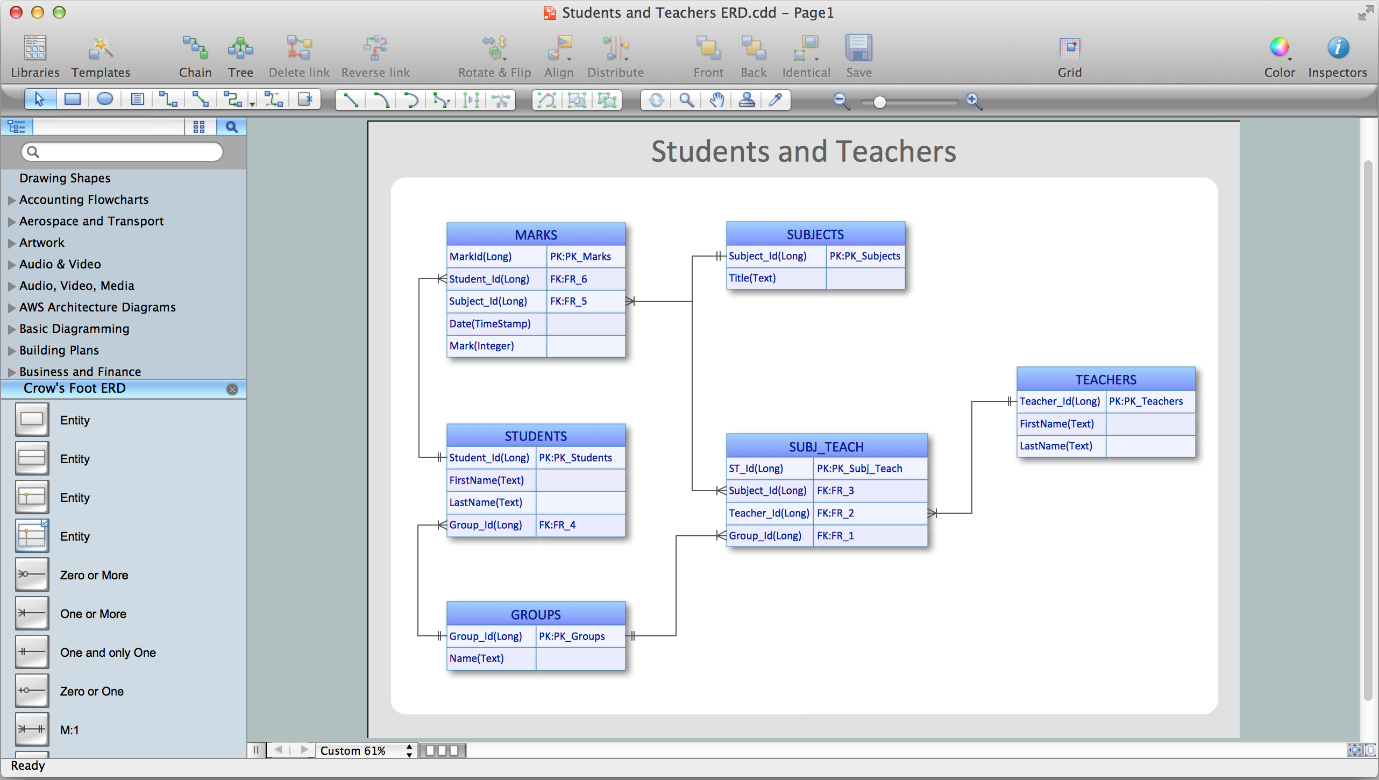 Students and Teachers ERD.cdd - Page1
Libraries Templates Chain Tree Delete link Reverse link Rotate & Flip Align Distribute Front Back Identical Save Grid Color Inspectors
Drawing Shapes
Accounting Flowcharts
Aerospace and Transport
Artwork
Audio & Video
Audio, Video, Media
AWS Architecture Diagrams
Basic Diagramming
Building Plans
Business and Finance
Crow's Foot ERD
Entity
Entity
Entity
Entity
Zero or More
One or More
One and only One
Zero or One
M:1
Students and Teachers
MARKS
MarkId(Long) PK:PK_Marks
Student_Id(Long) FK:FR_6
Subject_Id(Long) FK:FR_5
Date(TimeStamp)
Mark(Integer)
SUBJECTS
Subject_Id(Long) PK:PK_Subjects
Title(Text)
TEACHERS
Teacher_Id(Long) PK:PK_Teachers
FirstName(Text)
LastName(Text)
STUDENTS
Student_Id(Long) PK:PK_Students
FirstName(Text)
LastName(Text)
Group_Id(Long) FK:FR_4
SUBJ_TEACH
ST_Id(Long) PK:PK_Subj_Teach
Subject_Id(Long) FK:FR_3
Teacher_Id(Long) FK:FR_2
Group_Id(Long) FK:FR_1
GROUPS
Group_Id(Long) PK:PK_Groups
Name(Text)
Custom 61%
Ready